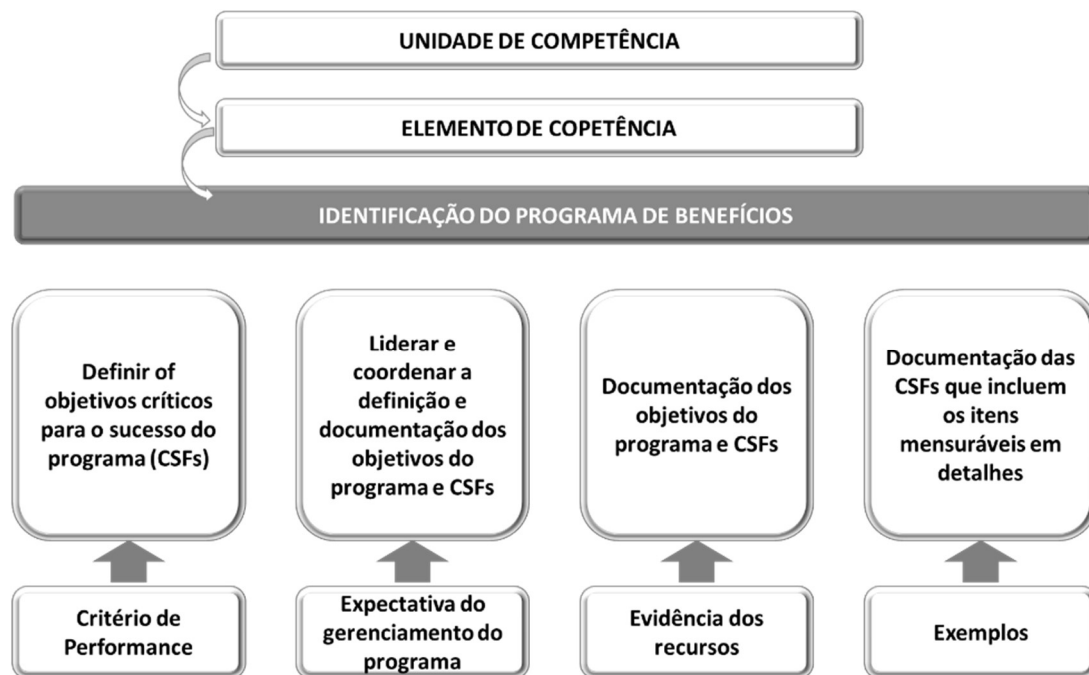 UNIDADE DE COMPETÊNCIA
ELEMENTO DE COPETÊNCIA
IDENTIFICAÇÃO DO PROGRAMA DE BENEFÍCIOS
Definir of
objetivos críticos
para o sucesso do
programa (CSFs)
Liderar e
coordenar a
definição e
documentação dos
objetivos do
programa e CSFs
Documentação dos
objetivos do
programa e CSFs
Documentação das
CSFs que incluem
os itens
mensuráveis em
detalhes
Critério de
Performance
Expectativa do
gerenciamento do
programa
Evidência dos
recursos
Exemplos